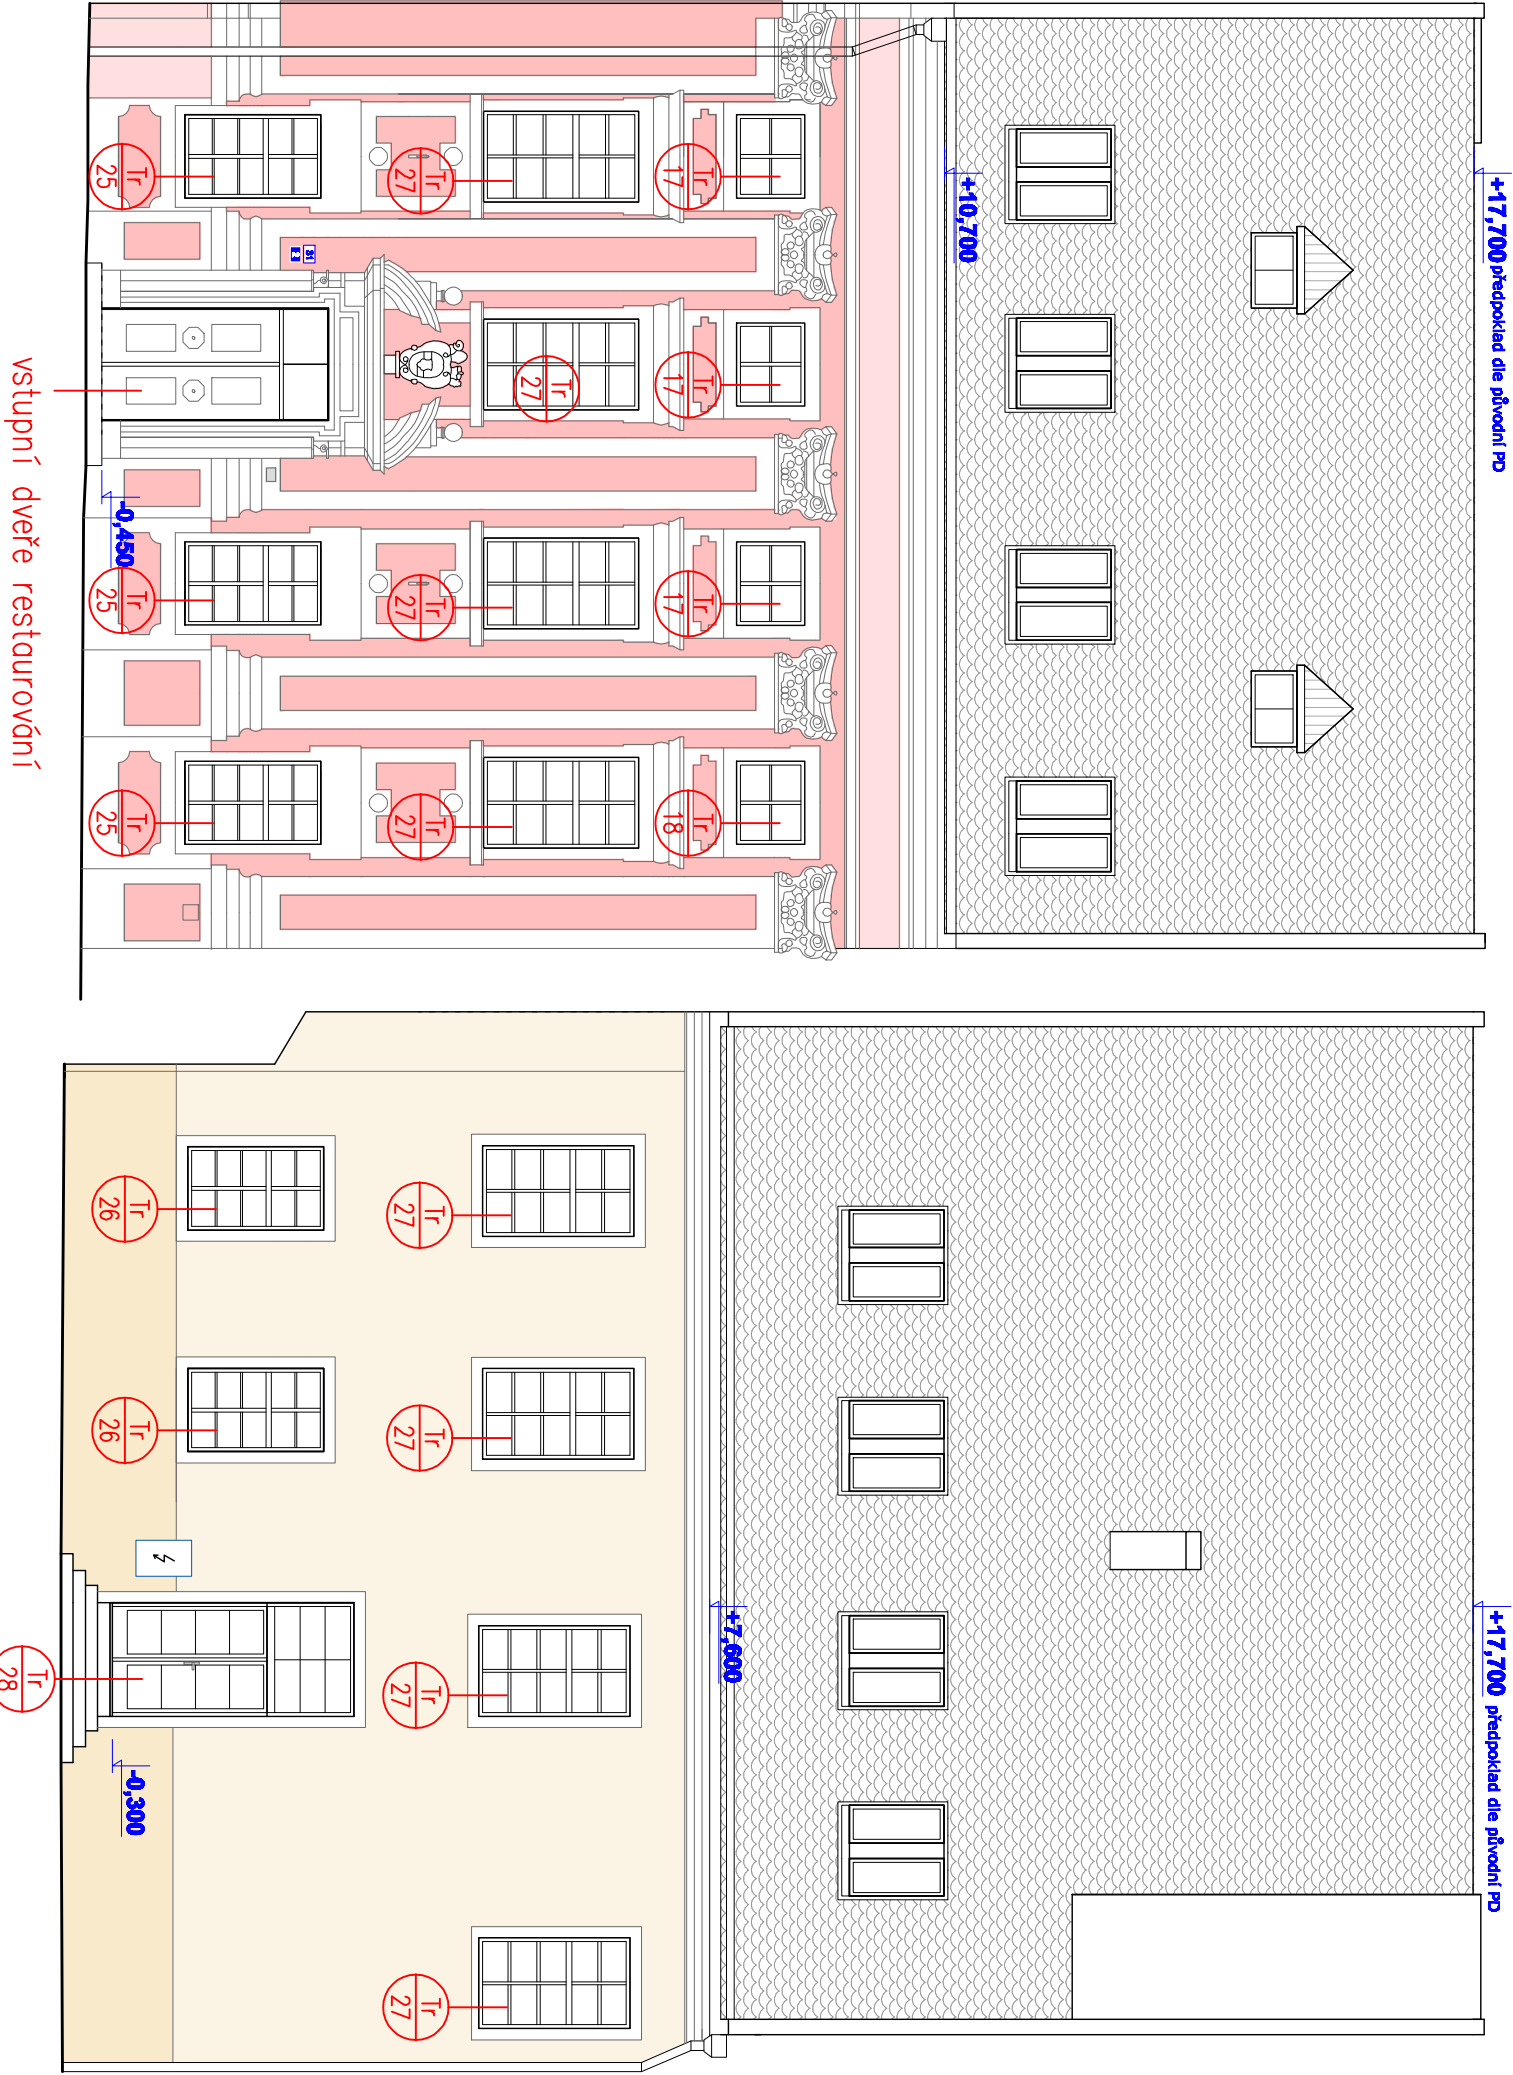 +17,700 předpoklad dle původní PD
+10,700
Tr
17
Tr
17
Tr
17
Tr
18
Tr
27
Tr
27
Tr
27
Tr
27
Tr
25
Tr
25
Tr
25
-0,450
vstupní dveře restaurování
+17,700 předpoklad dle původní PD
+7,600
Tr
27
Tr
27
Tr
27
Tr
27
Tr
26
Tr
26
-0,300
Tr
28